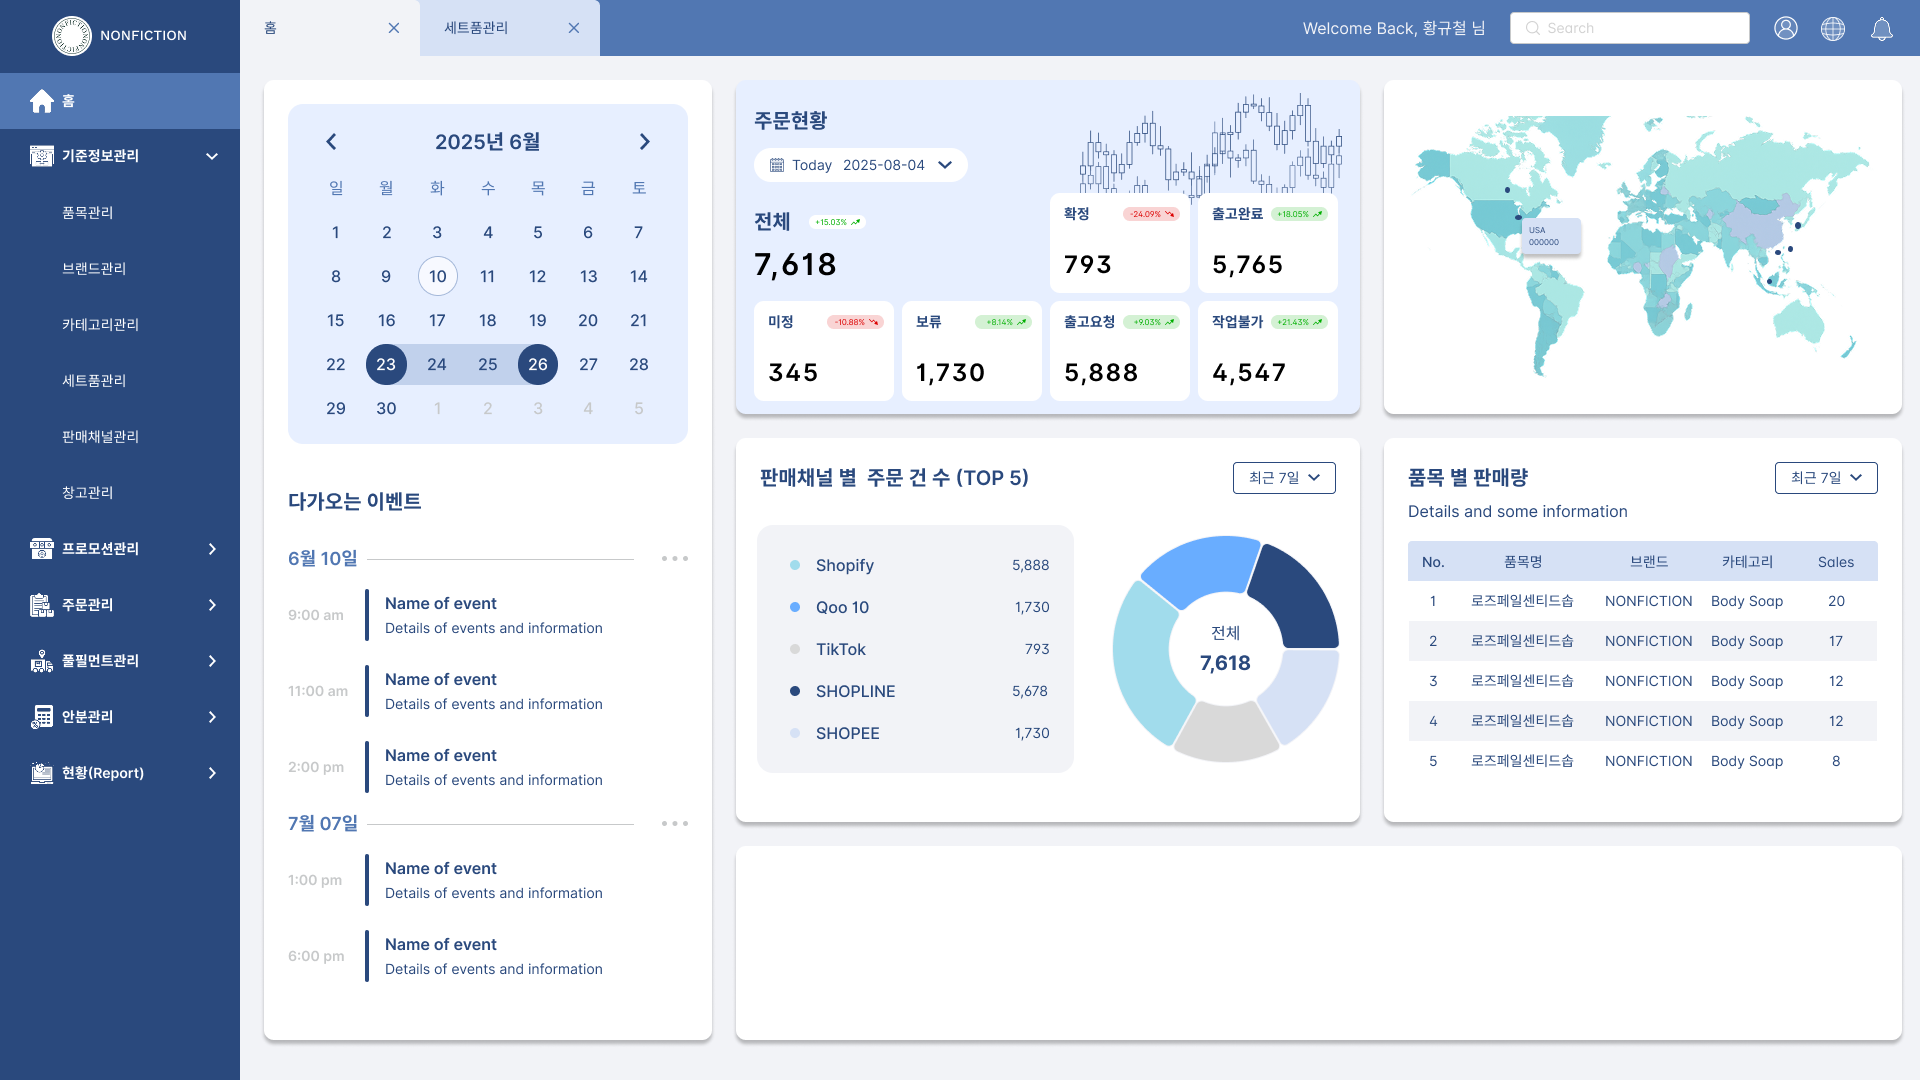 NONFICTION
홈
기준정보관리
품목관리
브랜드관리
카테고리관리
세트품관리
판매채널관리
창고관리
프로모션관리
주문관리
풀필먼트관리
안분관리
현황(Report)
홈
세트품관리
Welcome Back, 황규철 님
Search
2025년 6월
일 월 화 수 목 금 토
1 2 3 4 5 6 7
8 9 10 11 12 13 14
15 16 17 18 19 20 21
22 23 24 25 26 27 28
29 30 1 2 3 4 5
다가오는 이벤트
6월 10일
9:00 am
Name of event
Details of events and information
11:00 am
Name of event
Details of events and information
2:00 pm
Name of event
Details of events and information
7월 07일
1:00 pm
Name of event
Details of events and information
6:00 pm
Name of event
Details of events and information
주문현황
Today 2025-08-04
전체 +15.03%
7,618
확정 -24.09%
793
출고완료 +18.05%
5,765
미정 -10.88%
345
보류 +8.14%
1,730
출고요청 +9.03%
5,888
작업불가 +21.43%
4,547
USA
000000
판매채널 별 주문 건 수 (TOP 5)
최근 7일
Shopify 5,888
Qoo 10 1,730
TikTok 793
SHOPLINE 5,678
SHOPEE 1,730
전체
7,618
품목 별 판매량
최근 7일
Details and some information
No. 품목명 브랜드 카테고리 Sales
1 로즈페일센티드솝 NONFICTION Body Soap 20
2 로즈페일센티드솝 NONFICTION Body Soap 17
3 로즈페일센티드솝 NONFICTION Body Soap 12
4 로즈페일센티드솝 NONFICTION Body Soap 12
5 로즈페일센티드솝 NONFICTION Body Soap 8